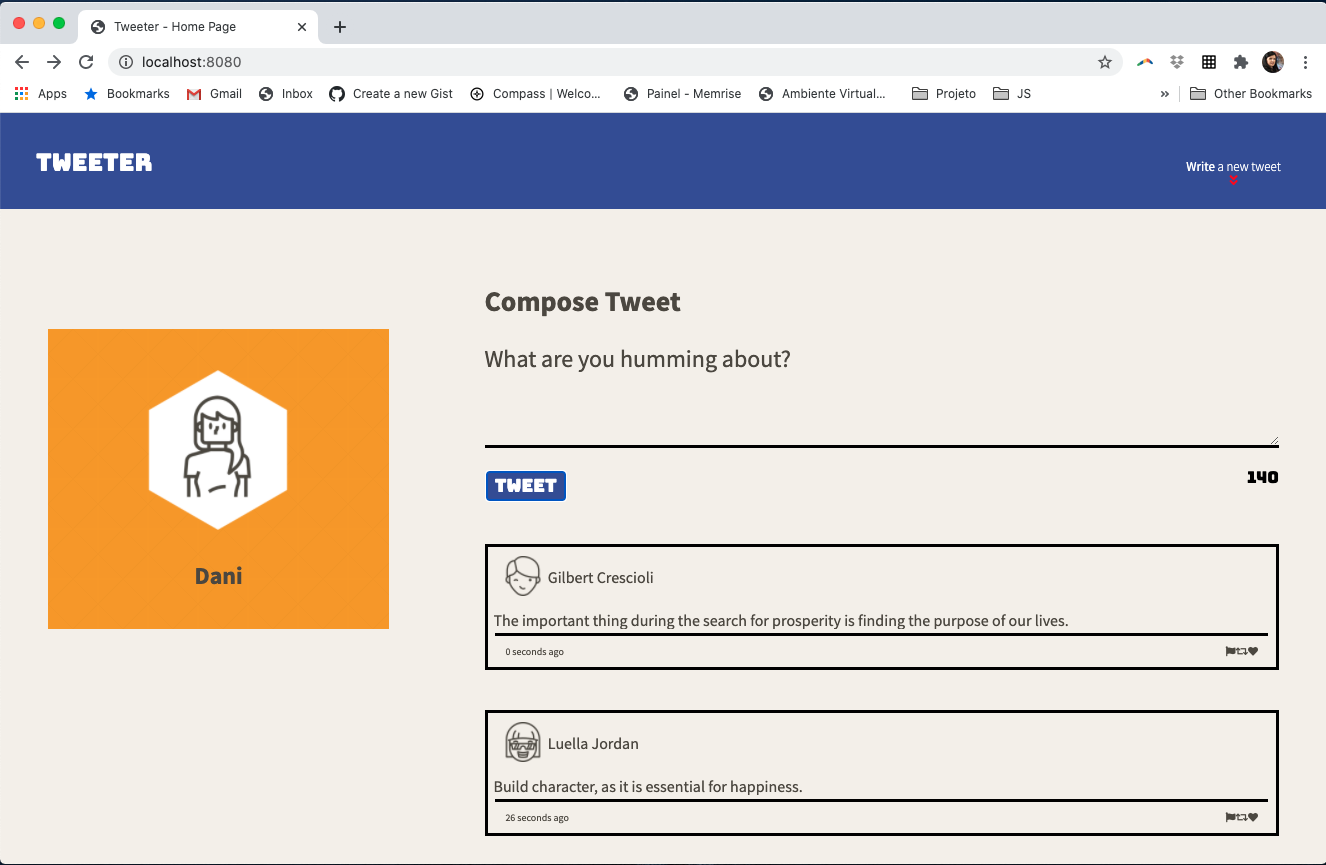 Tweeter - Home Page
localhost:8080
Apps Bookmarks Gmail Inbox Create a new Gist Compass | Welco... Painel - Memrise Ambiente Virtual... Projeto JS » Other Bookmarks
TWEETER
Write a new tweet
Compose Tweet
What are you humming about?
TWEET
140
Dani
Gilbert Crescioli
The important thing during the search for prosperity is finding the purpose of our lives.
0 seconds ago
Luella Jordan
Build character, as it is essential for happiness.
26 seconds ago